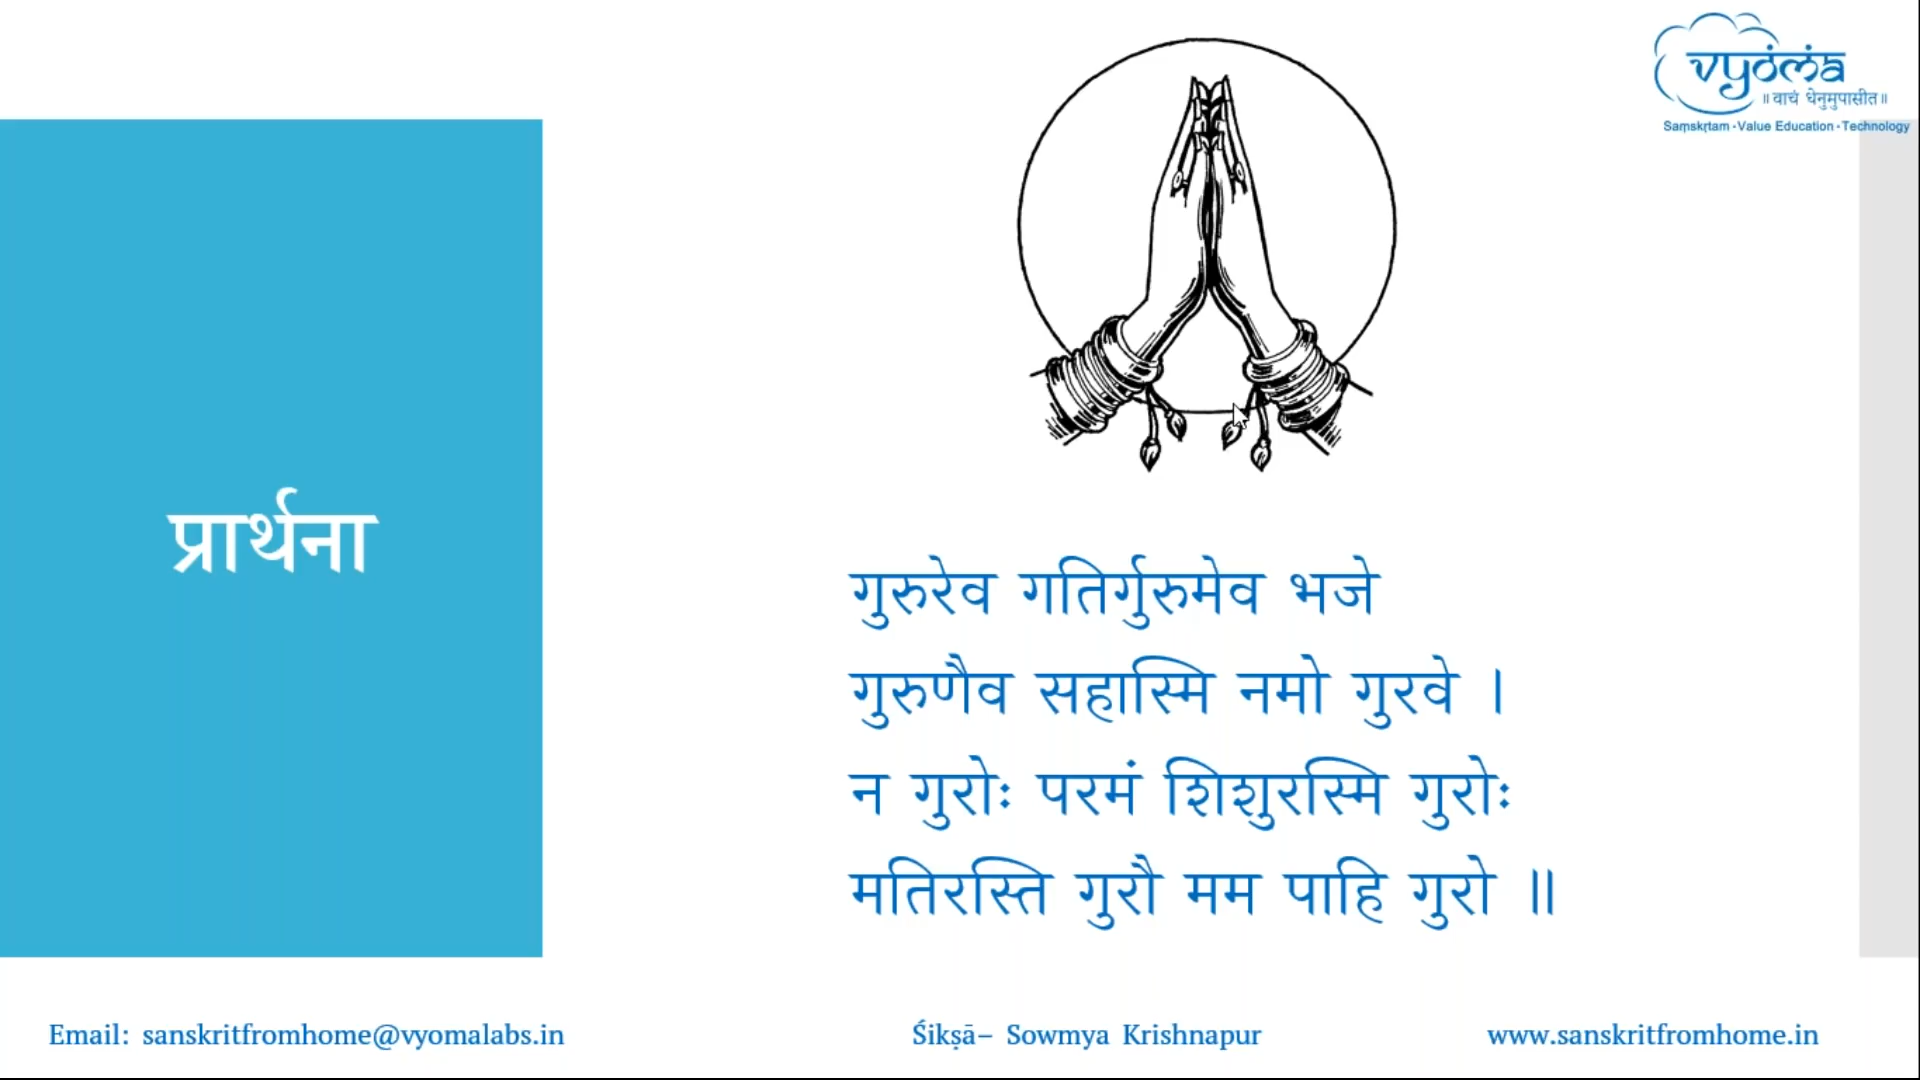 vyoma
॥वाचं धेनुमुपासीत॥
Saṃskṛtam - Value Education - Technology
प्रार्थना
गुरुरेव गतिर्गुरुमेव भजे
गुरुणैव सहास्मि नमो गुरवे ।
न गुरोः परमं शिशुरस्मि गुरोः
मतिरस्ति गुरौ मम पाहि गुरो ॥
Email: sanskritfromhome@vyomalabs.in
Śikṣā– Sowmya Krishnapur
www.sanskritfromhome.in